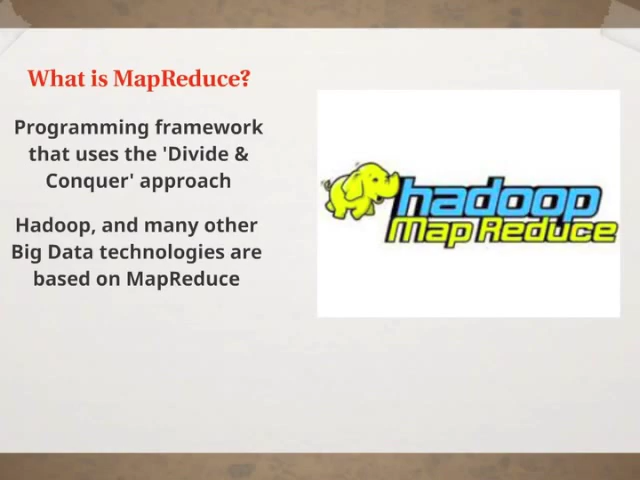 What is MapReduce?
Programming framework
that uses the 'Divide &
Conquer' approach
Hadoop, and many other
Big Data technologies are
based on MapReduce
hadoop
Map Reduce